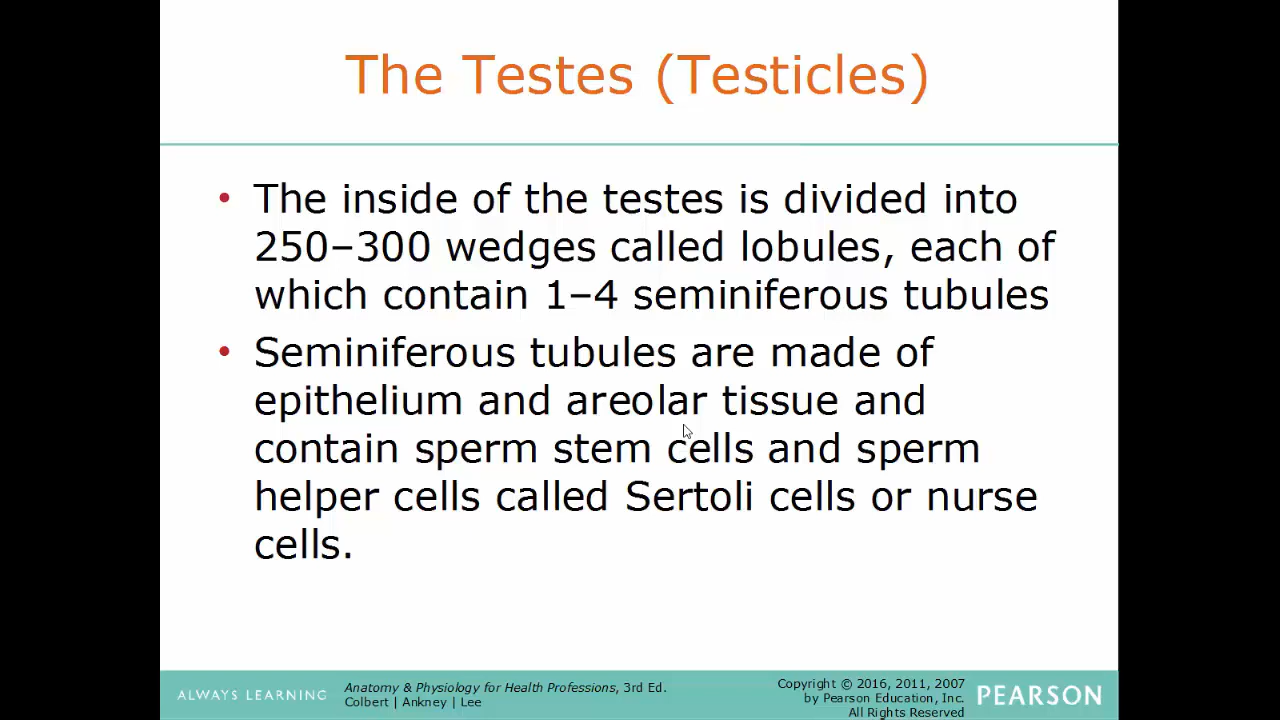 The Testes (Testicles)
• The inside of the testes is divided into
250–300 wedges called lobules, each of
which contain 1–4 seminiferous tubules
• Seminiferous tubules are made of
epithelium and areolar tissue and
contain sperm stem cells and sperm
helper cells called Sertoli cells or nurse
cells.
ALWAYS LEARNING
Anatomy & Physiology for Health Professions, 3rd Ed.
Colbert | Ankney | Lee
Copyright © 2016, 2011, 2007
by Pearson Education, Inc.
All Rights Reserved
PEARSON